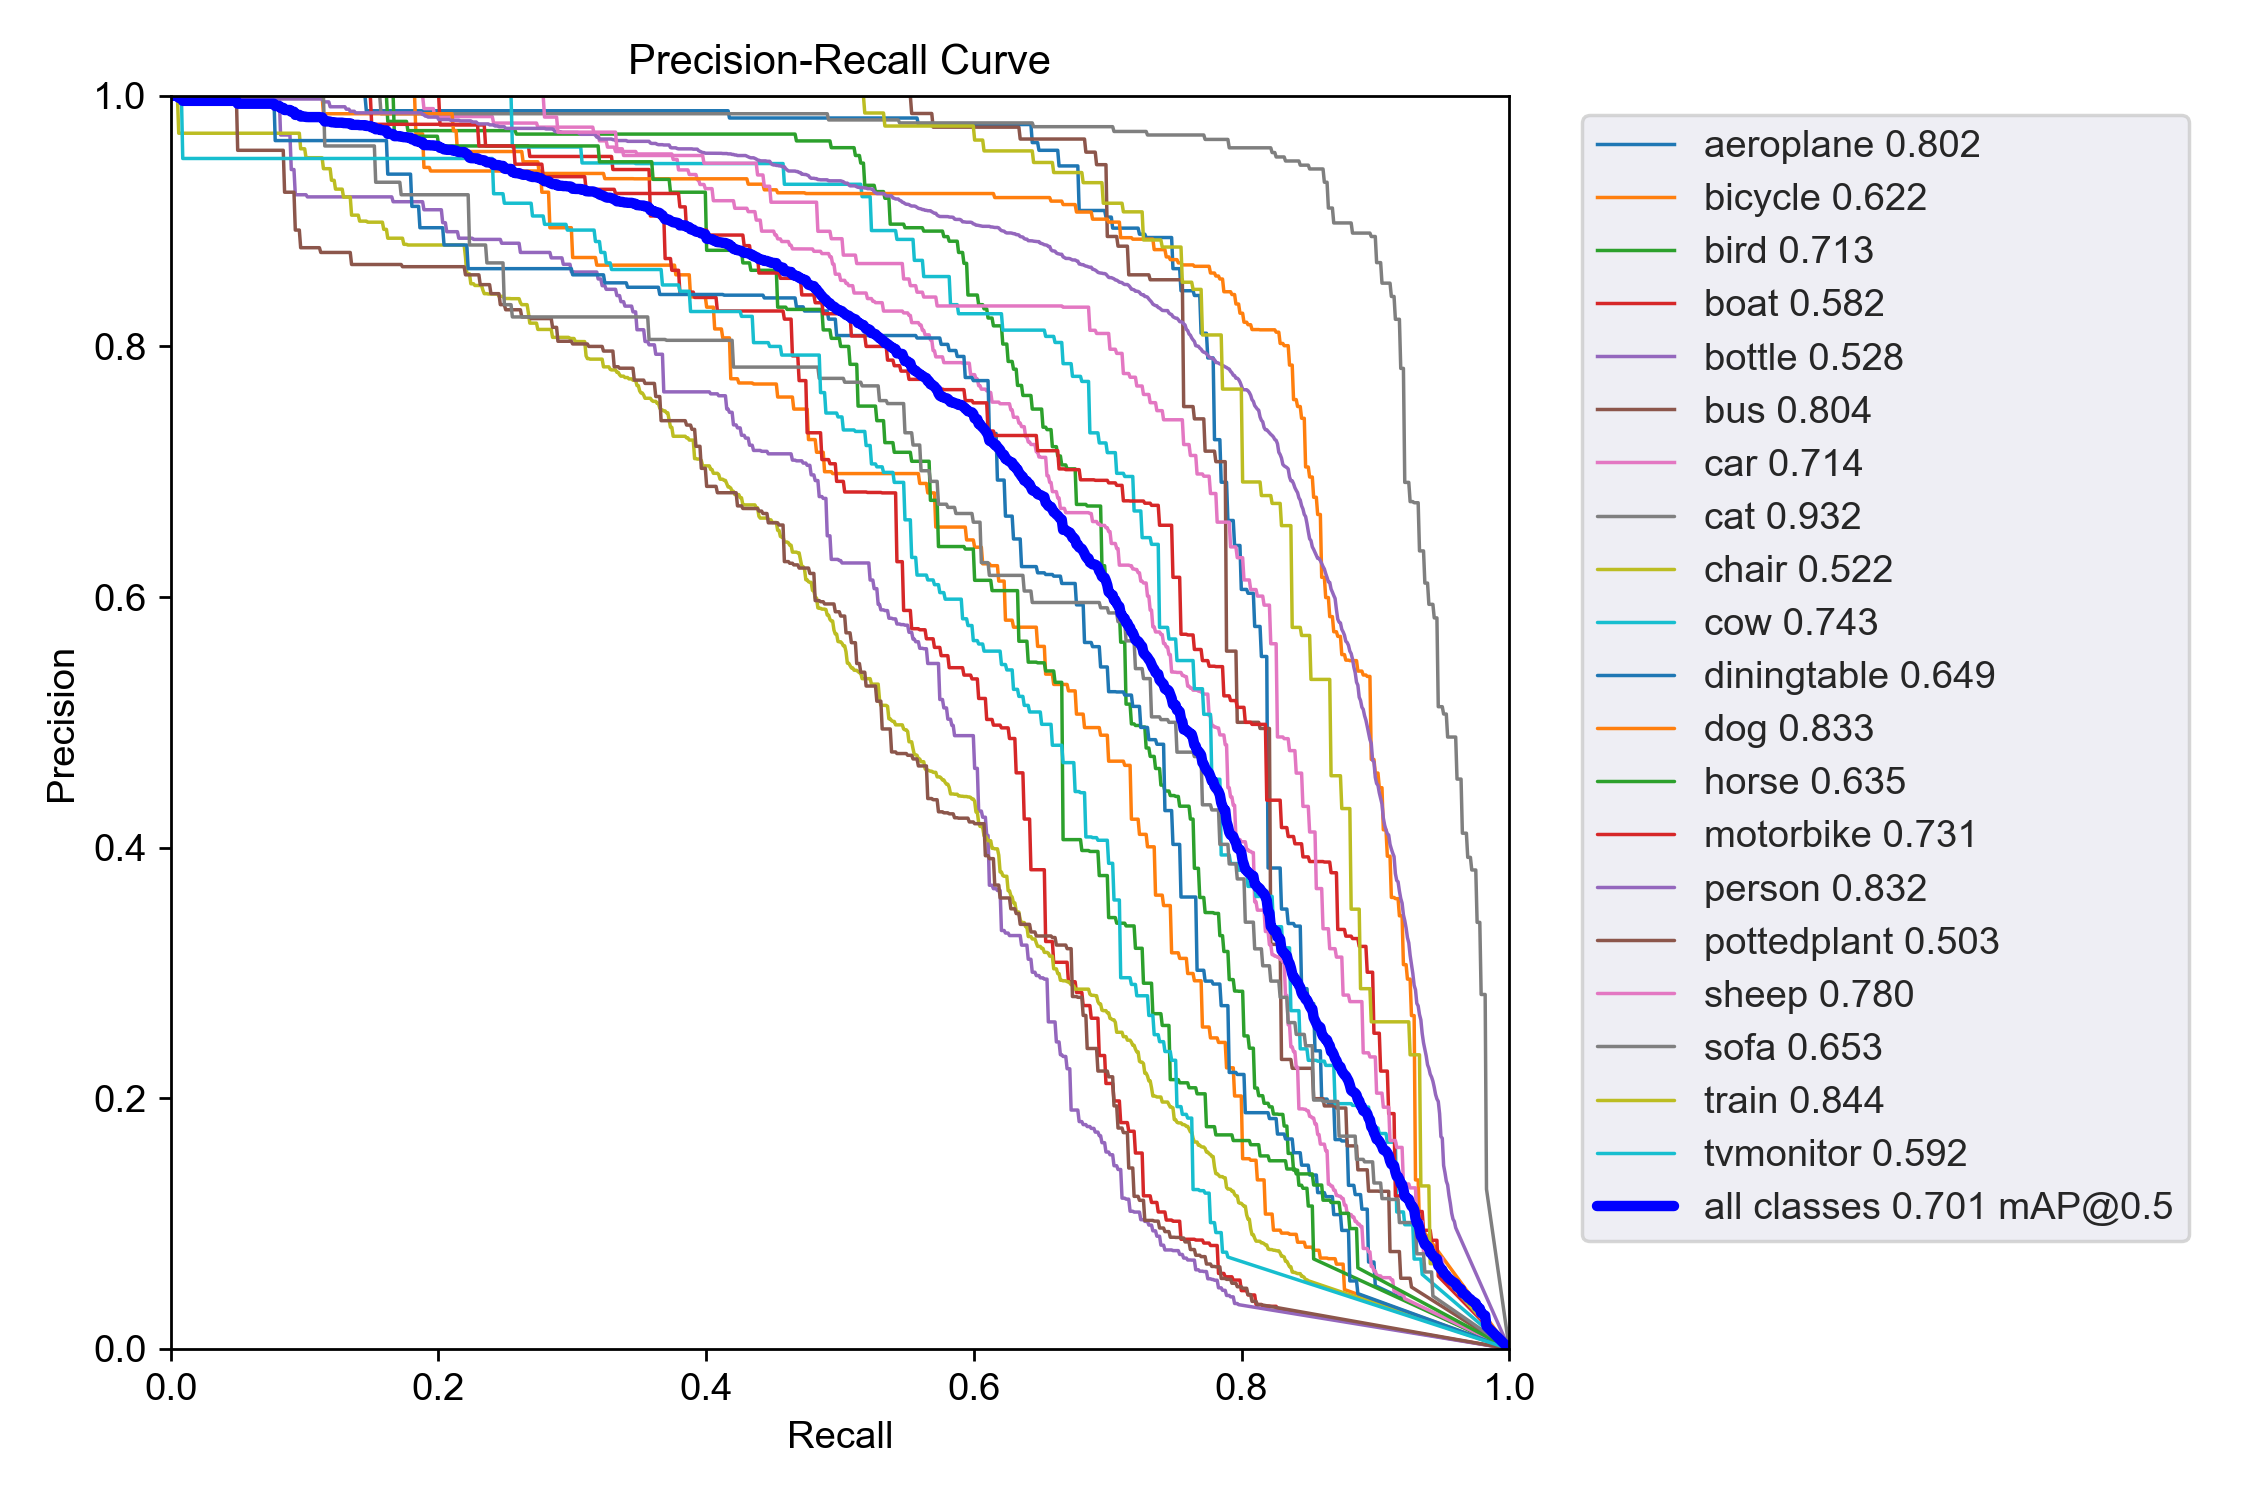 Precision-Recall Curve
1.0
0.8
0.6
0.4
0.2
0.0
Precision
0.0 0.2 0.4 0.6 0.8 1.0
Recall
aeroplane 0.802
bicycle 0.622
bird 0.713
boat 0.582
bottle 0.528
bus 0.804
car 0.714
cat 0.932
chair 0.522
cow 0.743
diningtable 0.649
dog 0.833
horse 0.635
motorbike 0.731
person 0.832
pottedplant 0.503
sheep 0.780
sofa 0.653
train 0.844
tvmonitor 0.592
all classes 0.701 mAP@0.5